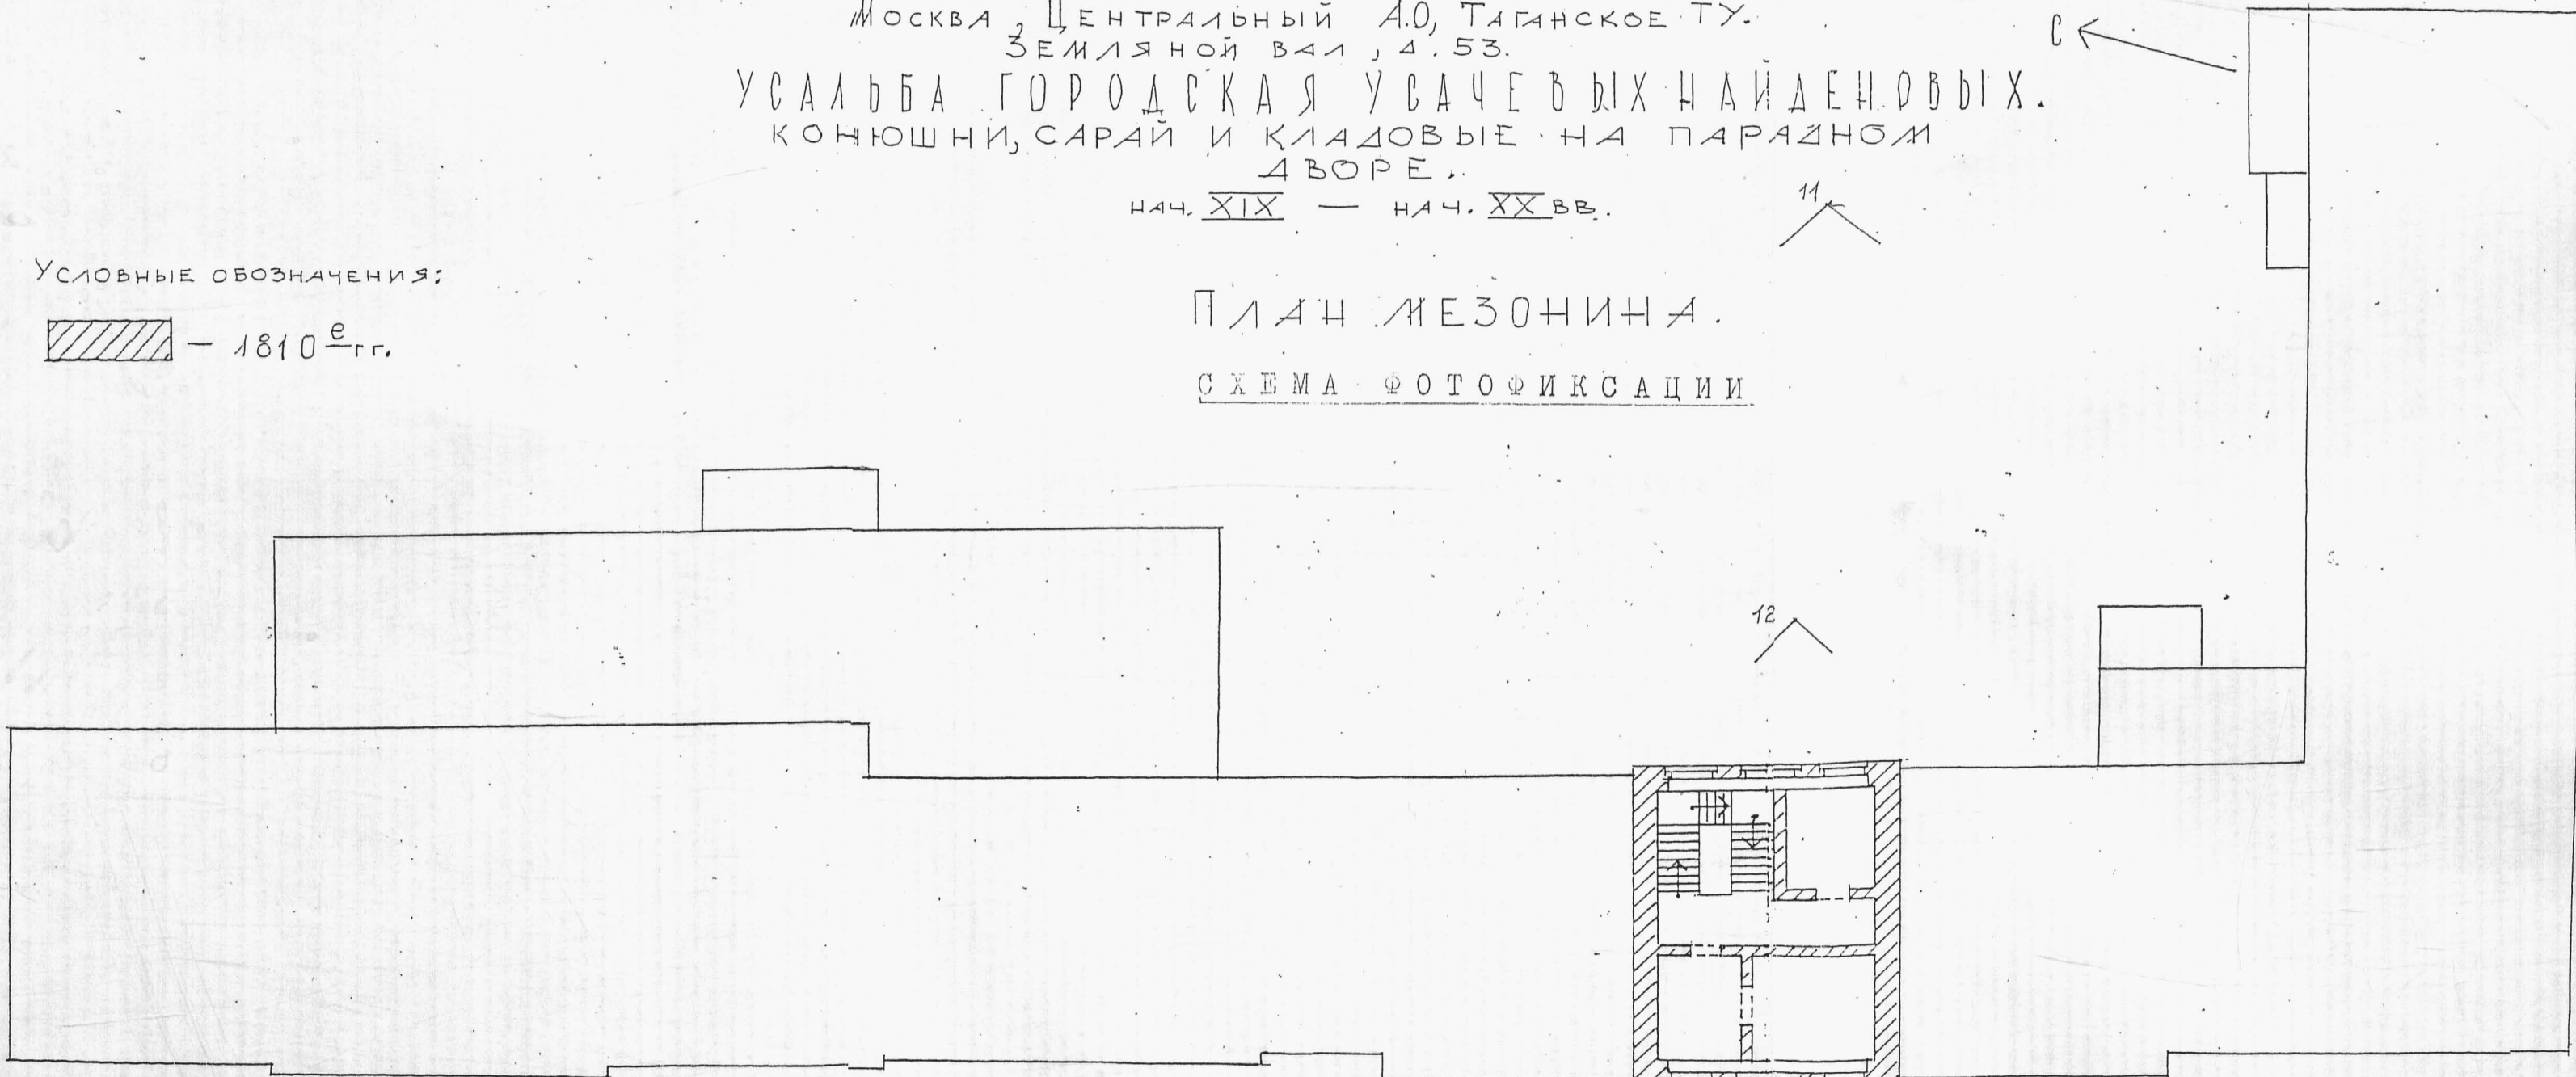 Москва, Центральный А.О, Таганское ТУ.
Земляной вал, д. 53.
УСАДЬБА ГОРОДСКАЯ УСАЧЕВЫХ НАЙДЕНОВЫХ.
КОНЮШНИ, САРАЙ И КЛАДОВЫЕ НА ПАРАДНОМ
ДВОРЕ.
нач. XIX — нач. XX вв.
С
11
Условные обозначения:
— 1810е гг.
ПЛАН МЕЗОНИНА.
СХЕМА ФОТОФИКСАЦИИ
12